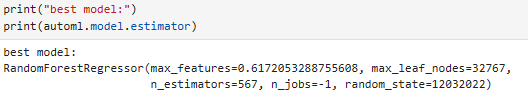 print("best model:")
print(automl.model.estimator)
best model:
RandomForestRegressor(max_features=0.6172053288755608, max_leaf_nodes=32767,
n_estimators=567, n_jobs=-1, random_state=12032022)